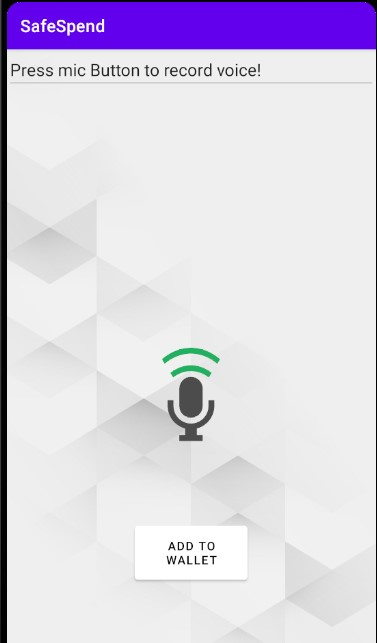 SafeSpend
Press mic Button to record voice!
ADD TO
WALLET